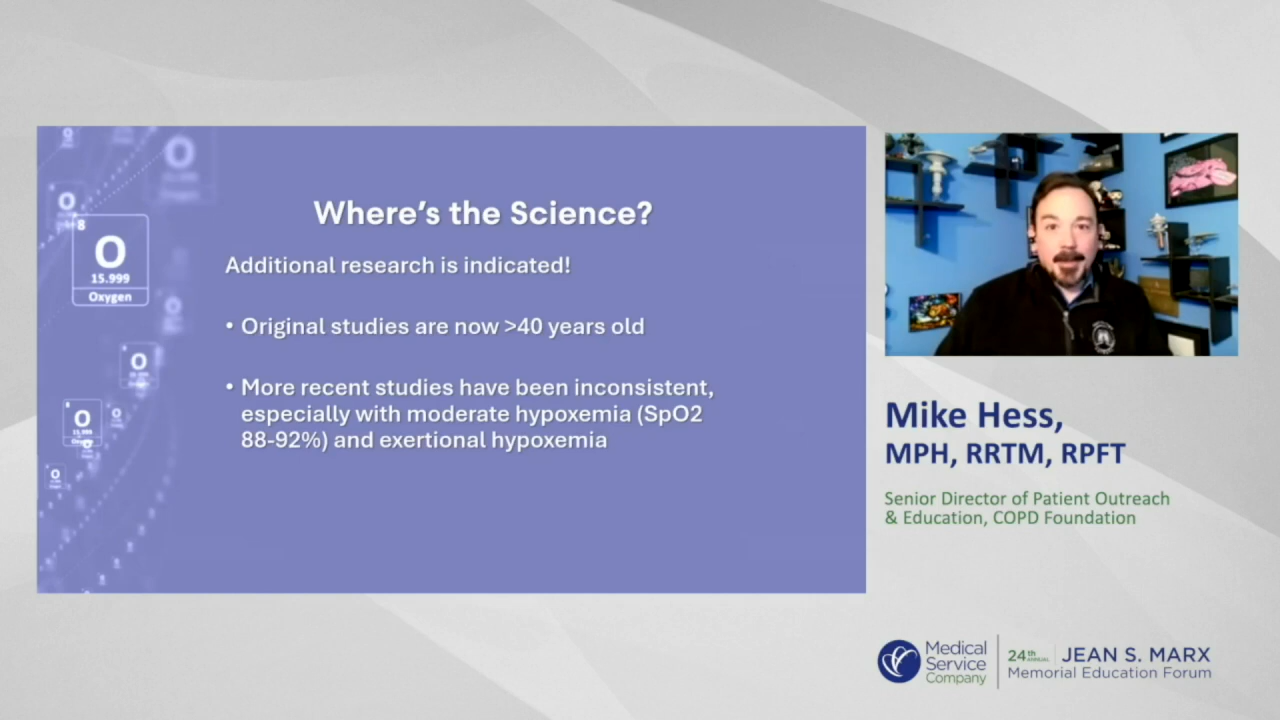 Where's the Science?
Additional research is indicated!
• Original studies are now >40 years old
• More recent studies have been inconsistent,
especially with moderate hypoxemia (SpO2
88-92%) and exertional hypoxemia
O
O
8
O
15.999
Oxygen
O
O
O
O
O
O
Mike Hess,
MPH, RRTM, RPFT
Senior Director of Patient Outreach
& Education, COPD Foundation
Medical
Service
Company
24th ANNUAL JEAN S. MARX
Memorial Education Forum